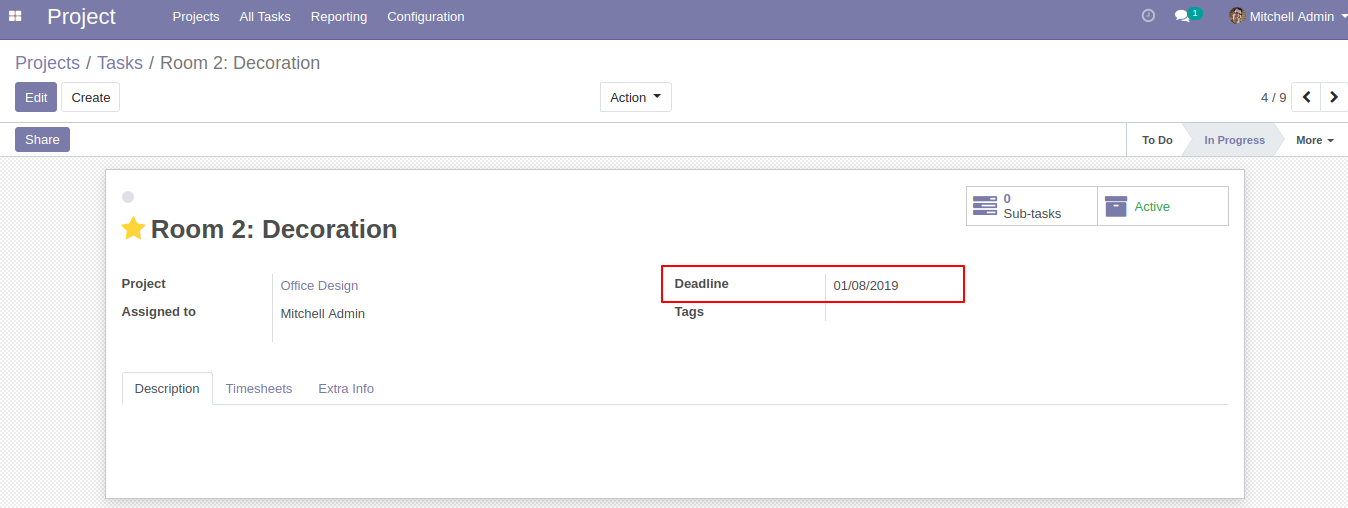 Project Projects All Tasks Reporting Configuration 1 Mitchell Admin
Projects / Tasks / Room 2: Decoration
Edit Create Action 4 / 9
Share To Do In Progress More
0
Sub-tasks
Active
Room 2: Decoration
Project Office Design
Assigned to Mitchell Admin
Deadline 01/08/2019
Tags
Description Timesheets Extra Info